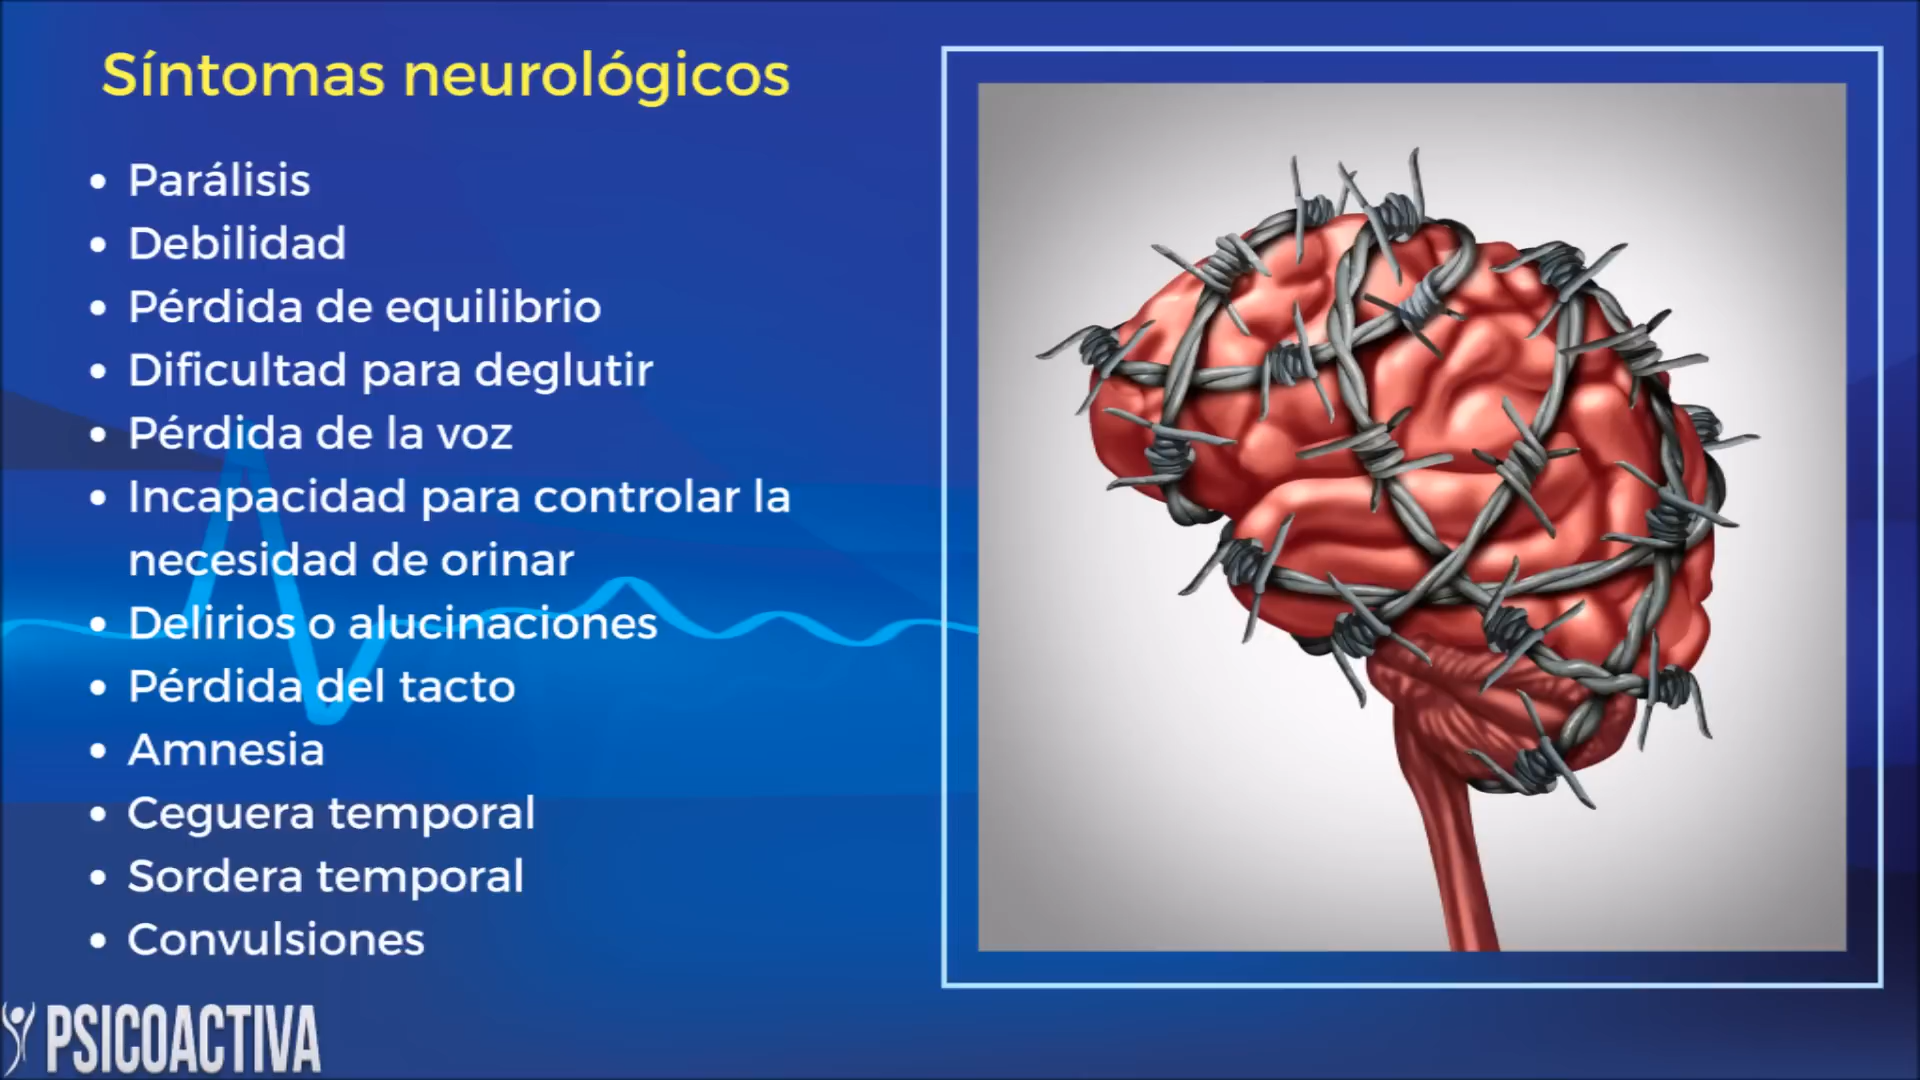 Síntomas neurológicos
• Parálisis
• Debilidad
• Pérdida de equilibrio
• Dificultad para deglutir
• Pérdida de la voz
• Incapacidad para controlar la
necesidad de orinar
• Delirios o alucinaciones
• Pérdida del tacto
• Amnesia
• Ceguera temporal
• Sordera temporal
• Convulsiones
PSICOACTIVA